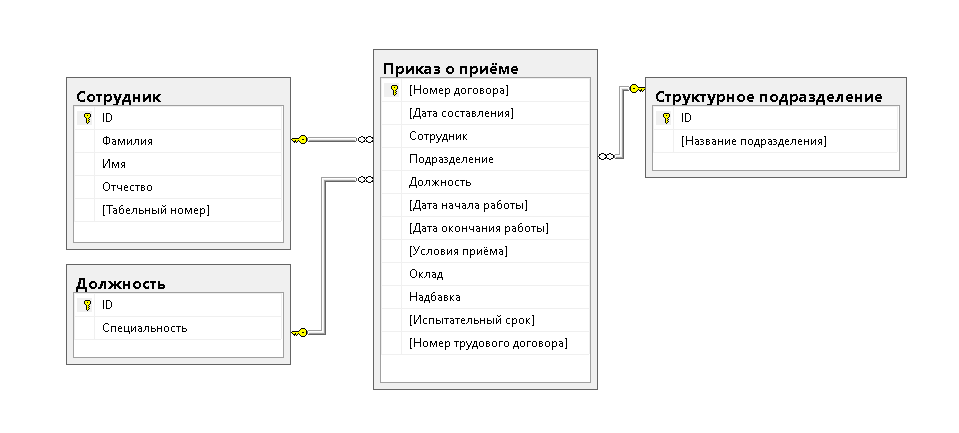 Сотрудник
ID
Фамилия
Имя
Отчество
[Табельный номер]
Должность
ID
Специальность
Приказ о приёме
[Номер договора]
[Дата составления]
Сотрудник
Подразделение
Должность
[Дата начала работы]
[Дата окончания работы]
[Условия приёма]
Оклад
Надбавка
[Испытательный срок]
[Номер трудового договора]
Структурное подразделение
ID
[Название подразделения]